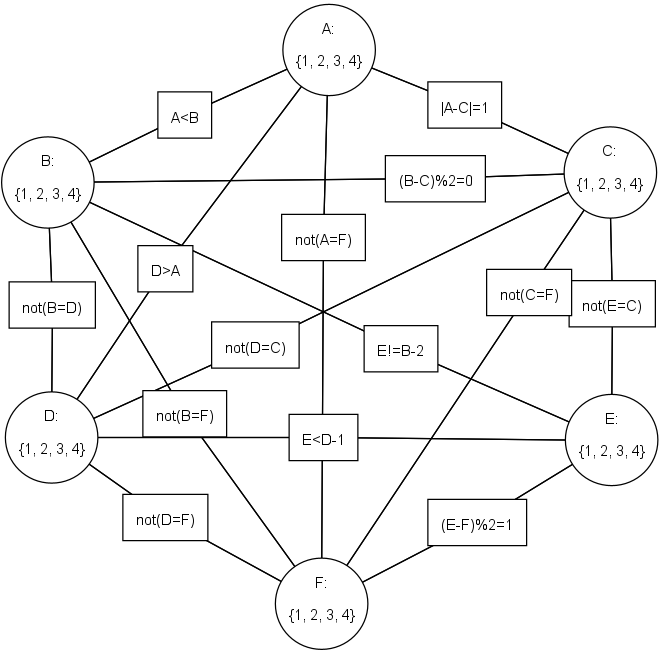 A:
{1, 2, 3, 4}
A<B
|A-C|=1
B:
{1, 2, 3, 4}
(B-C)%2=0
C:
{1, 2, 3, 4}
not(A=F)
D>A
not(B=D)
not(C=F)
not(E=C)
not(D=C)
E!=B-2
D:
{1, 2, 3, 4}
not(B=F)
E<D-1
E:
{1, 2, 3, 4}
not(D=F)
(E-F)%2=1
F:
{1, 2, 3, 4}